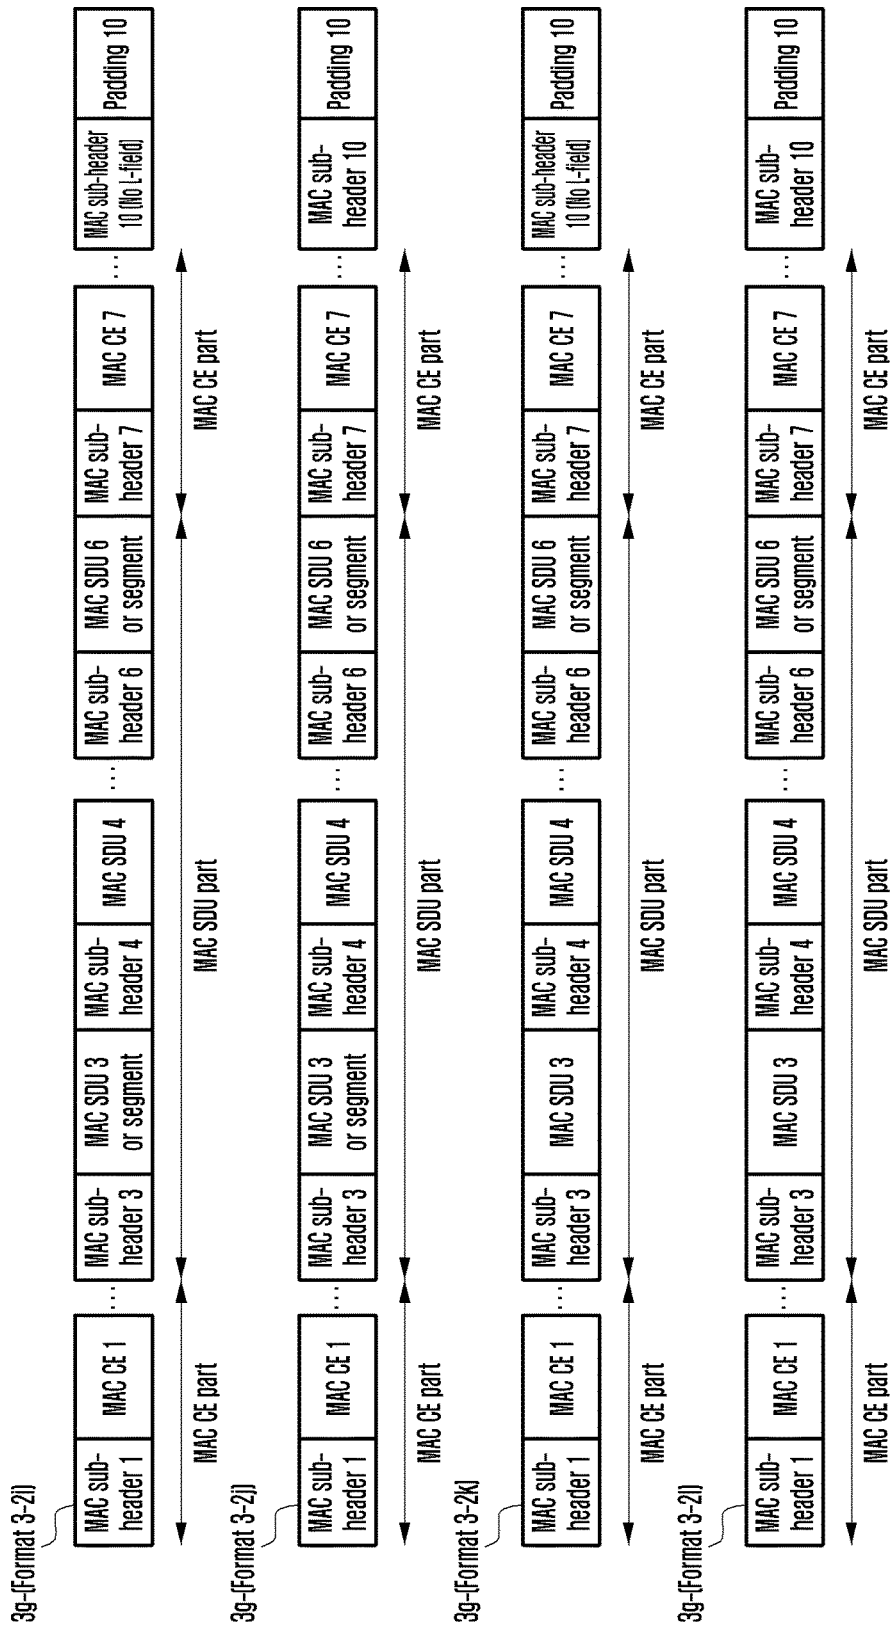 3g-(Format 3-2I)
MAC sub-
header 1
MAC CE 1
...
MAC sub-
header 3
MAC SDU 3
or segment
MAC sub-
header 4
MAC SDU 4
...
MAC sub-
header 6
MAC SDU 6
or segment
MAC sub-
header 7
MAC CE 7
...
MAC sub-header
10 (No L-field)
Padding 10
MAC CE part
MAC SDU part
MAC CE part
3g-(Format 3-2j)
MAC sub-
header 1
MAC CE 1
...
MAC sub-
header 3
MAC SDU 3
or segment
MAC sub-
header 4
MAC SDU 4
...
MAC sub-
header 6
MAC SDU 6
or segment
MAC sub-
header 7
MAC CE 7
...
MAC sub-
header 10
Padding 10
MAC CE part
MAC SDU part
MAC CE part
3g-(Format 3-2K)
MAC sub-
header 1
MAC CE 1
...
MAC sub-
header 3
MAC SDU 3
MAC sub-
header 4
MAC SDU 4
...
MAC sub-
header 6
MAC SDU 6
or segment
MAC sub-
header 7
MAC CE 7
...
MAC sub-header
10 (No L-field)
Padding 10
MAC CE part
MAC SDU part
MAC CE part
3g-(Format 3-2l)
MAC sub-
header 1
MAC CE 1
...
MAC sub-
header 3
MAC SDU 3
MAC sub-
header 4
MAC SDU 4
...
MAC sub-
header 6
MAC SDU 6
or segment
MAC sub-
header 7
MAC CE 7
...
MAC sub-
header 10
Padding 10
MAC CE part
MAC SDU part
MAC CE part